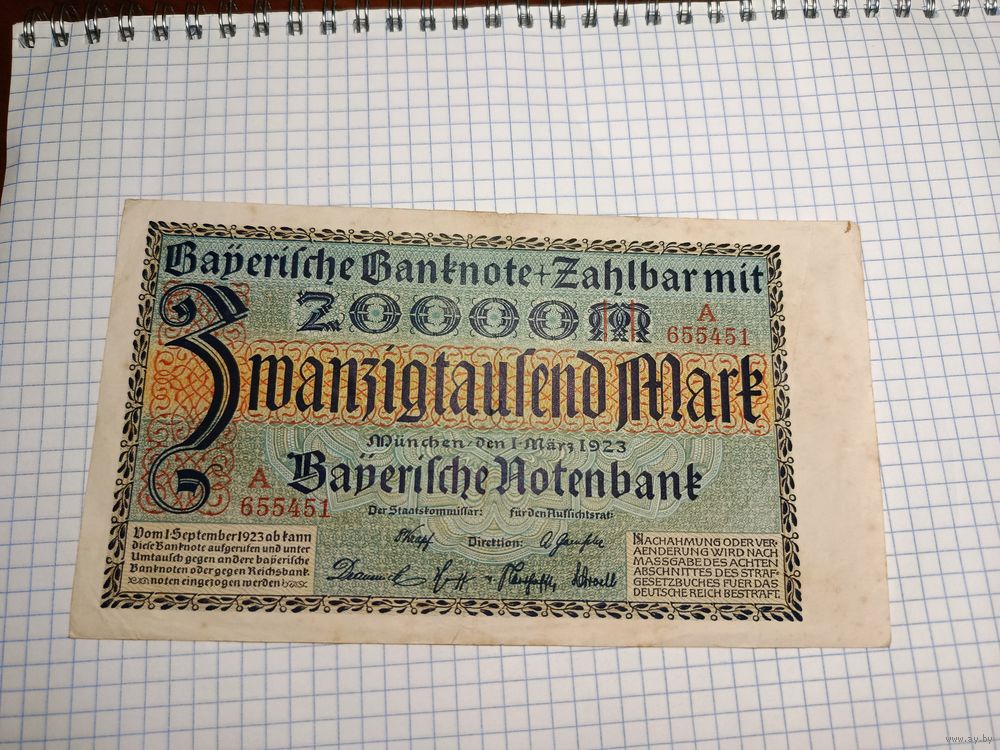 Bayerische Banknote + Zahlbar mit
20000 M
A
655451
Zwanzigtausend Mark
München · den 1 · März 1923
Bayerische Notenbank
A
655451
Der Staatskommissar: für den Aufsichtsrat:
Direktion:
Vom 1·September 1923 ab kann
diese Banknote aufgerufen und unter
Umtausch gegen andere bayerische
Banknoten oder gegen Reichsbank
noten eingezogen werden
NACHAHMUNG ODER VER-
AENDERUNG WIRD NACH
MASSGABE DES ACHTEN
ABSCHNITTES DES STRAF-
GESETZBUCHES FUER DAS
DEUTSCHE REICH BESTRAFT.
www.ay.by